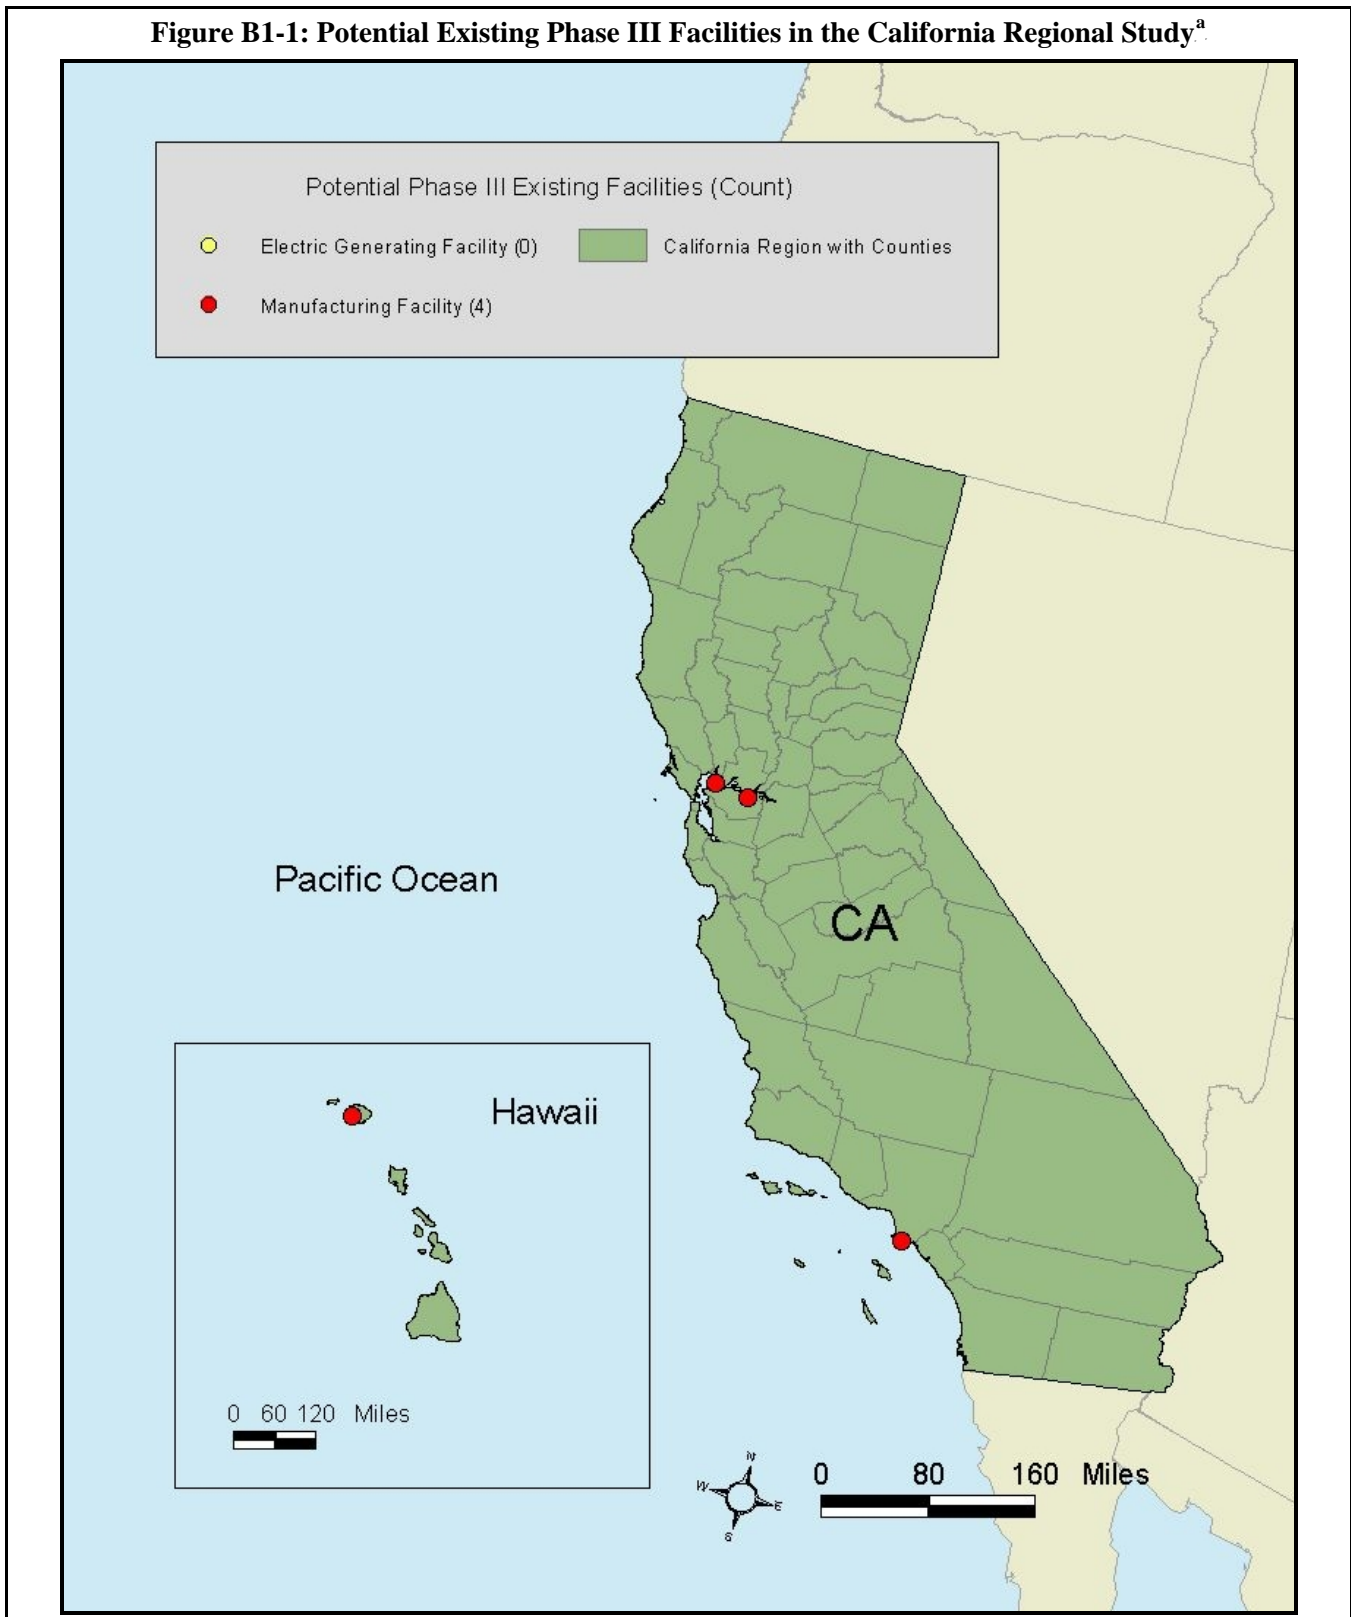 Figure B1-1: Potential Existing Phase III Facilities in the California Regional Study.a
Potential Phase III Existing Facilities (Count)
Electric Generating Facility (0)
California Region with Counties
Manufacturing Facility (4)
Pacific Ocean
CA
Hawaii
0 60 120 Miles
N
W
E
S
0 80 160 Miles